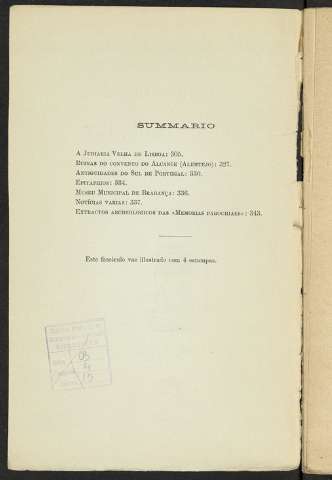 SUMMARIO
A JUDIARIA VELHA DE LISBOA: 305.
RUINAS DO CONVENTO DO ALCANCE (ALEMTEJO): 327.
ANTIGUIDADES DO SUL DE PORTUGAL: 330.
EPITAPHIOS: 334.
MUSEU MUNICIPAL DE BRAGANÇA: 336.
NOTÍCIAS VARIAS: 337.
EXTRACTOS ARCHEOLOGICOS DAS «MEMORIAS PAROCHIAES»: 343.
Este fasciculo vae illustrado com 4 estampas.